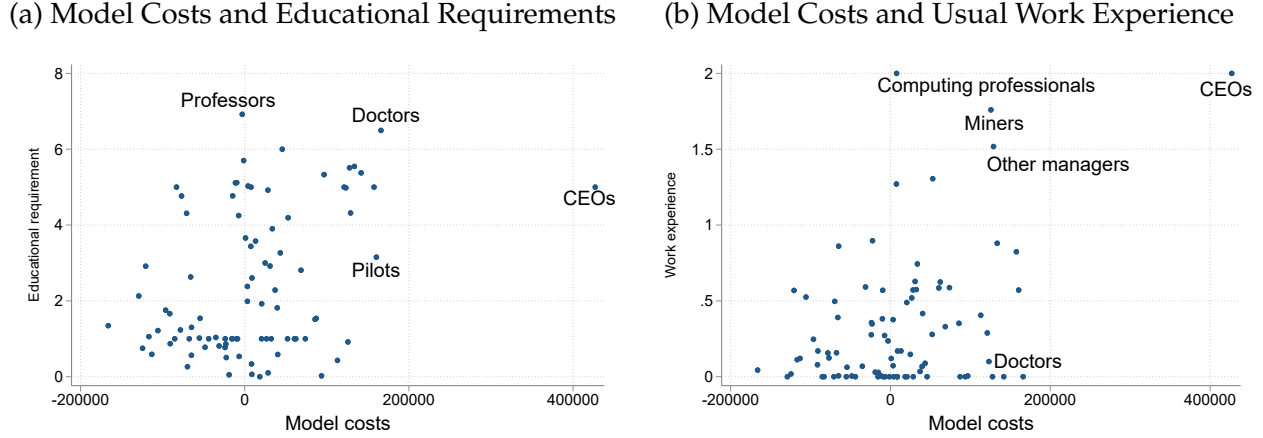 (a) Model Costs and Educational Requirements
8
6
4
2
0
Educational requirement
Professors
Doctors
CEOs
Pilots
-200000 0 200000 400000
Model costs
(b) Model Costs and Usual Work Experience
2
1.5
1
.5
0
Work experience
Computing professionals
CEOs
Miners
Other managers
Doctors
-200000 0 200000 400000
Model costs